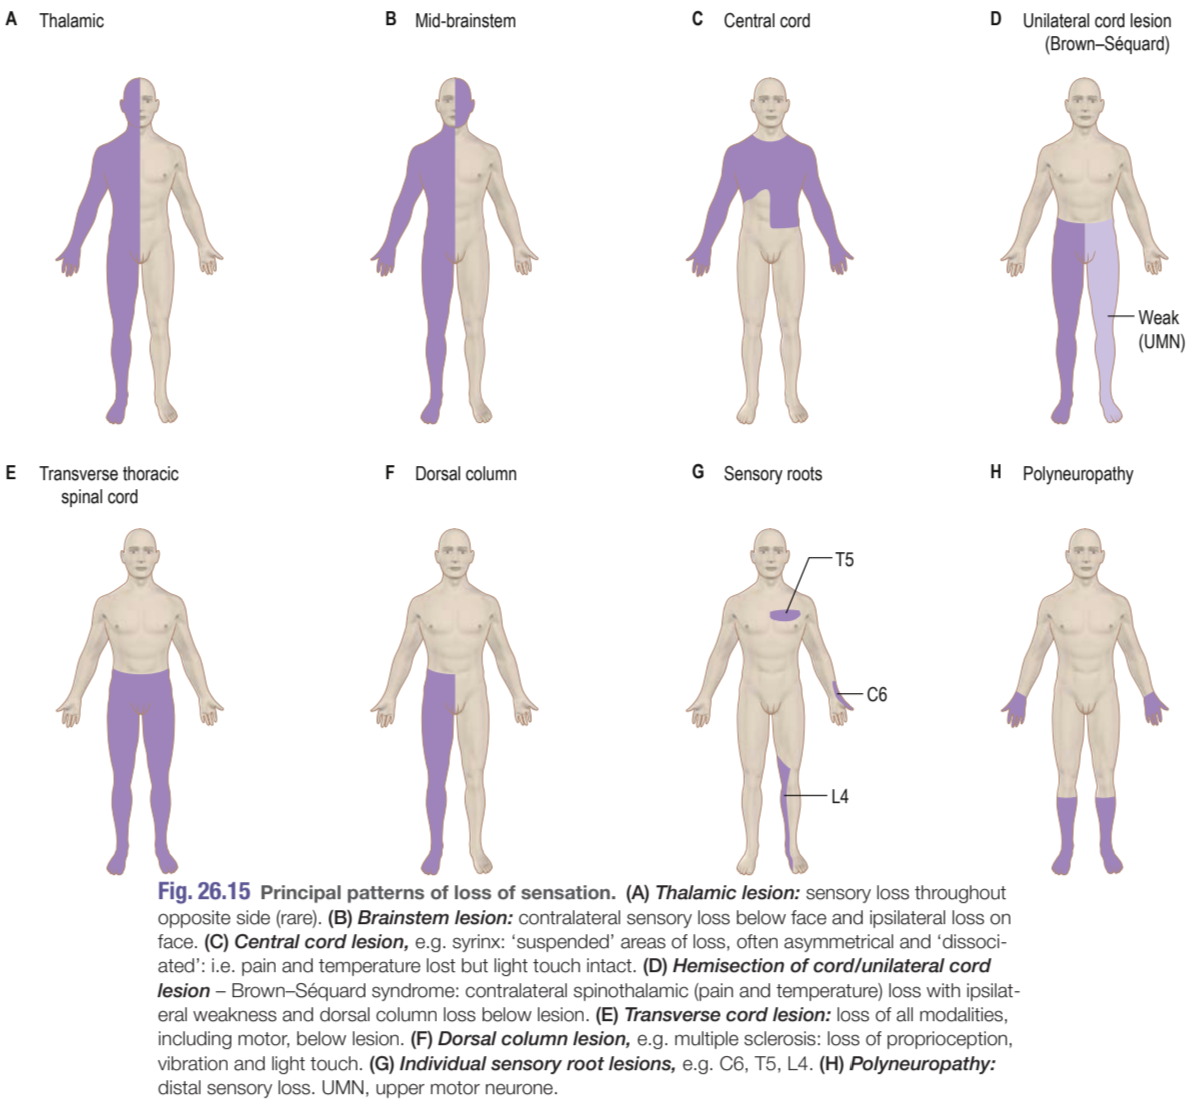 A Thalamic
B Mid-brainstem
C Central cord
D Unilateral cord lesion
(Brown–Séquard)
Weak
(UMN)
E Transverse thoracic
spinal cord
F Dorsal column
G Sensory roots
H Polyneuropathy
T5
C6
L4
Fig. 26.15 Principal patterns of loss of sensation. (A) Thalamic lesion: sensory loss throughout
opposite side (rare). (B) Brainstem lesion: contralateral sensory loss below face and ipsilateral loss on
face. (C) Central cord lesion, e.g. syrinx: ‘suspended’ areas of loss, often asymmetrical and ‘dissoci-
ated’: i.e. pain and temperature lost but light touch intact. (D) Hemisection of cord/unilateral cord
lesion – Brown–Séquard syndrome: contralateral spinothalamic (pain and temperature) loss with ipsilat-
eral weakness and dorsal column loss below lesion. (E) Transverse cord lesion: loss of all modalities,
including motor, below lesion. (F) Dorsal column lesion, e.g. multiple sclerosis: loss of proprioception,
vibration and light touch. (G) Individual sensory root lesions, e.g. C6, T5, L4. (H) Polyneuropathy:
distal sensory loss. UMN, upper motor neurone.